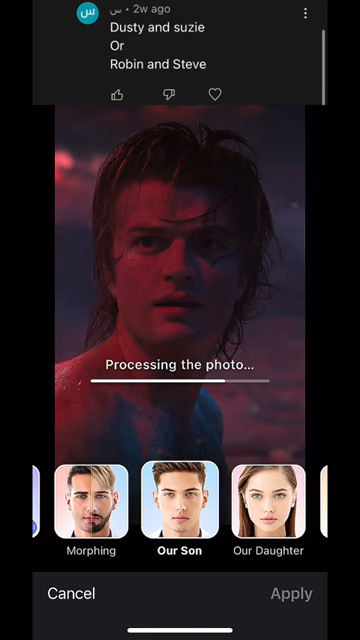 س
س • 2w ago
Dusty and suzie
Or
Robin and Steve
Processing the photo...
Morphing
Our Son
Our Daughter
Cancel
Apply